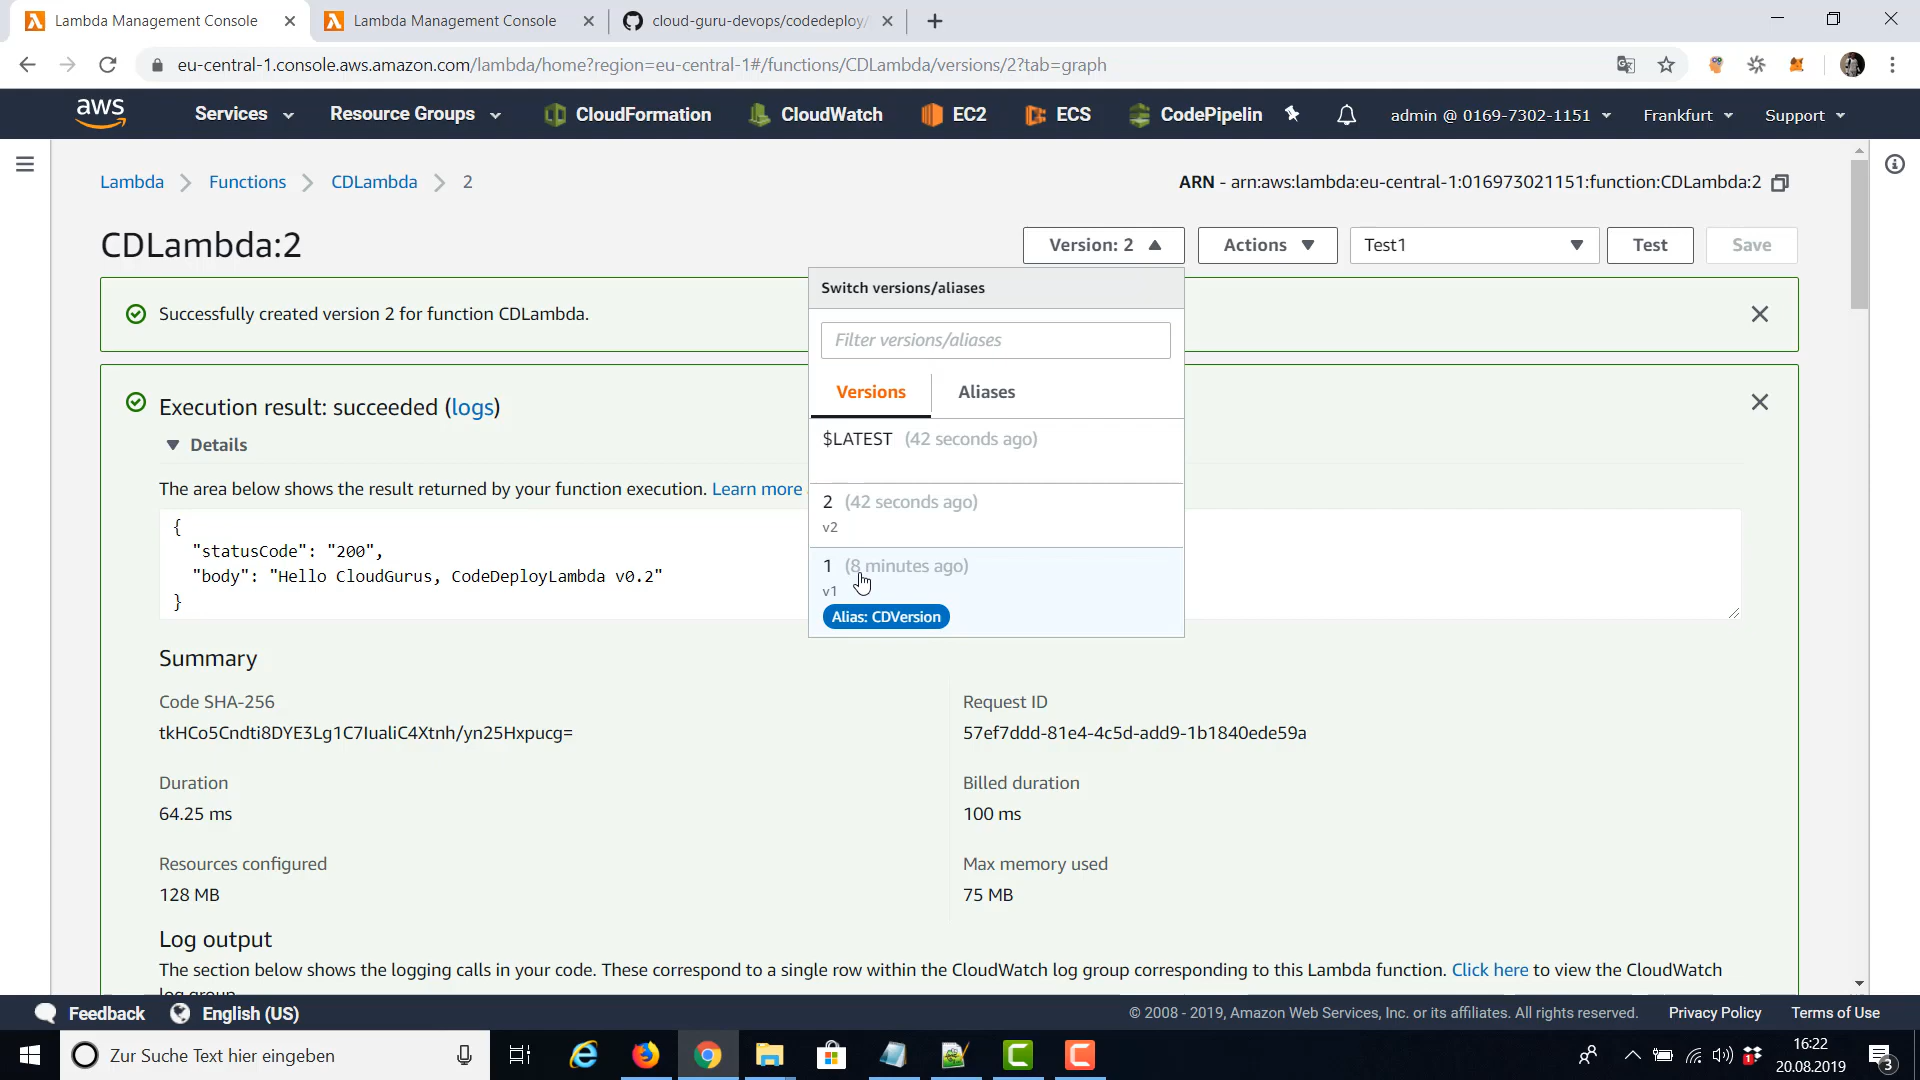 Lambda Management Console
Lambda Management Console
cloud-guru-devops/codedeploy/
eu-central-1.console.aws.amazon.com/lambda/home?region=eu-central-1#/functions/CDLambda/versions/2?tab=graph
aws
Services
Resource Groups
CloudFormation
CloudWatch
EC2
ECS
CodePipelin
admin @ 0169-7302-1151
Frankfurt
Support
Lambda
Functions
CDLambda
2
ARN - arn:aws:lambda:eu-central-1:016973021151:function:CDLambda:2
CDLambda:2
Version: 2
Actions
Test1
Test
Save
Switch versions/aliases
Filter versions/aliases
Versions
Aliases
$LATEST (42 seconds ago)
2 (42 seconds ago)
v2
1 (8 minutes ago)
v1
Alias: CDVersion
Successfully created version 2 for function CDLambda.
Execution result: succeeded (logs)
Details
The area below shows the result returned by your function execution. Learn more
{
"statusCode": "200",
"body": "Hello CloudGurus, CodeDeployLambda v0.2"
}
Summary
Code SHA-256
tkHCo5Cndti8DYE3Lg1C7IualiC4Xtnh/yn25Hxpucg=
Request ID
57ef7ddd-81e4-4c5d-add9-1b1840ede59a
Duration
64.25 ms
Billed duration
100 ms
Resources configured
128 MB
Max memory used
75 MB
Log output
The section below shows the logging calls in your code. These correspond to a single row within the CloudWatch log group corresponding to this Lambda function. Click here to view the CloudWatch
log group.
Feedback
English (US)
© 2008 - 2019, Amazon Web Services, Inc. or its affiliates. All rights reserved.
Privacy Policy
Terms of Use
Zur Suche Text hier eingeben
16:22
20.08.2019
3